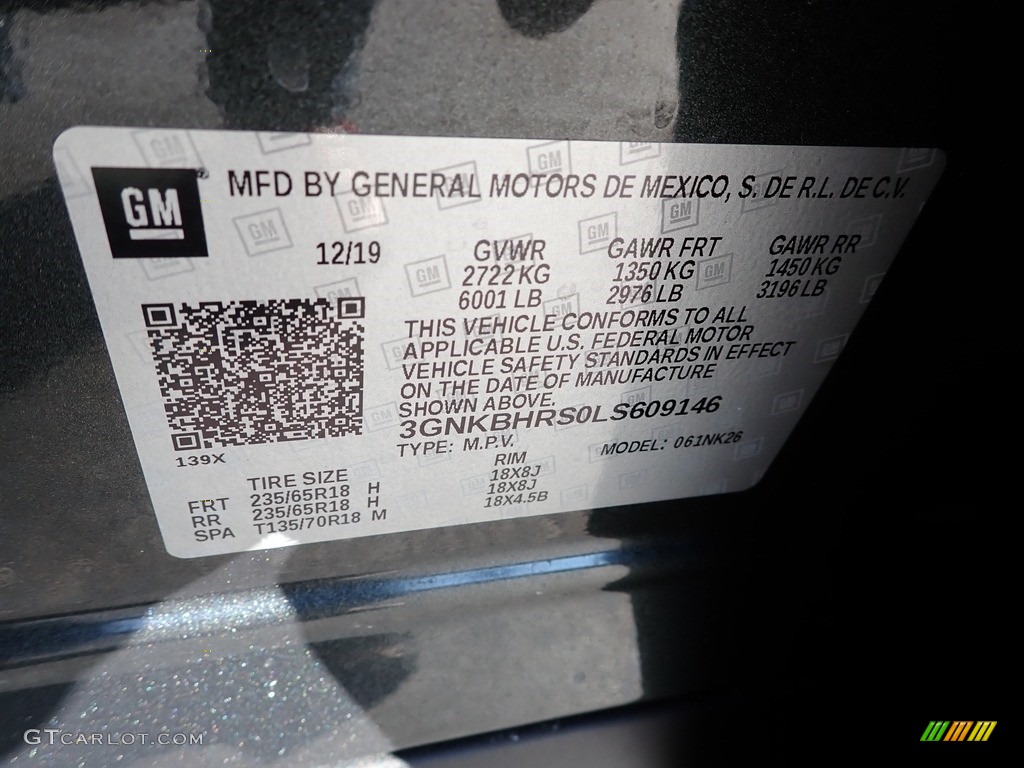 GM
MFD BY GENERAL MOTORS DE MEXICO, S. DE R.L. DE C.V.
12/19 GVWR GAWR FRT GAWR RR
2722 KG 1350 KG 1450 KG
6001 LB 2976 LB 3196 LB
THIS VEHICLE CONFORMS TO ALL
APPLICABLE U.S. FEDERAL MOTOR
VEHICLE SAFETY STANDARDS IN EFFECT
ON THE DATE OF MANUFACTURE
SHOWN ABOVE.
3GNKBHRS0LS609146
TYPE: M.P.V. MODEL: 061NK26
139X
TIRE SIZE RIM
FRT 235/65R18 H 18X8J
RR 235/65R18 H 18X8J
SPA T135/70R18 M 18X4.5B
GTCARLOT.COM